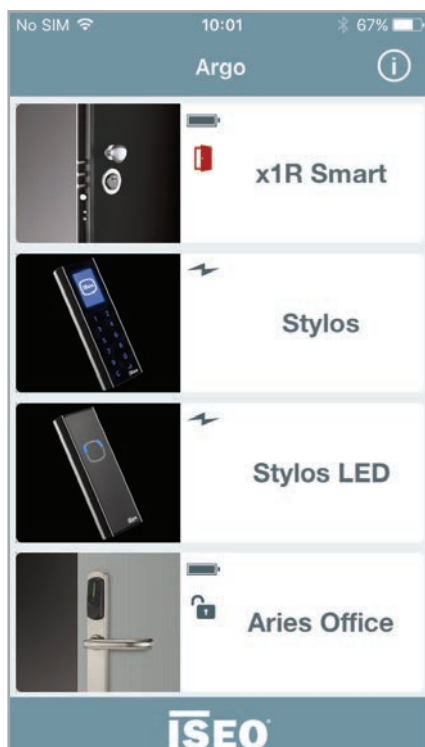 No SIM 10:01 67%
Argo
x1R Smart
Stylos
Stylos LED
Aries Office
ISEO